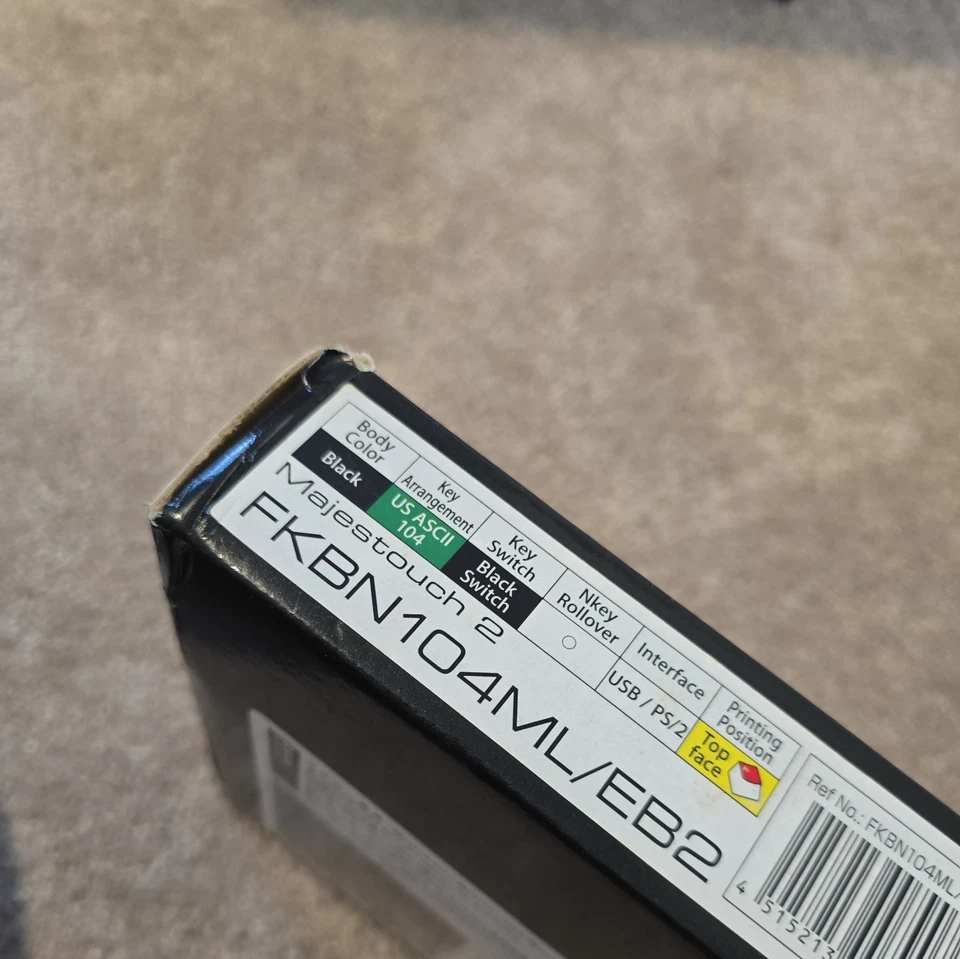 Body
Color
Black
Key
Arrangement
US ASCII
104
Key
Switch
Black
Switch
Nkey
Rollover
○
Interface
USB / PS/2
Printing
Position
Top
face
Majestouch 2
FKBN104ML/EB2
Ref No.: FKBN104ML/
4 515213